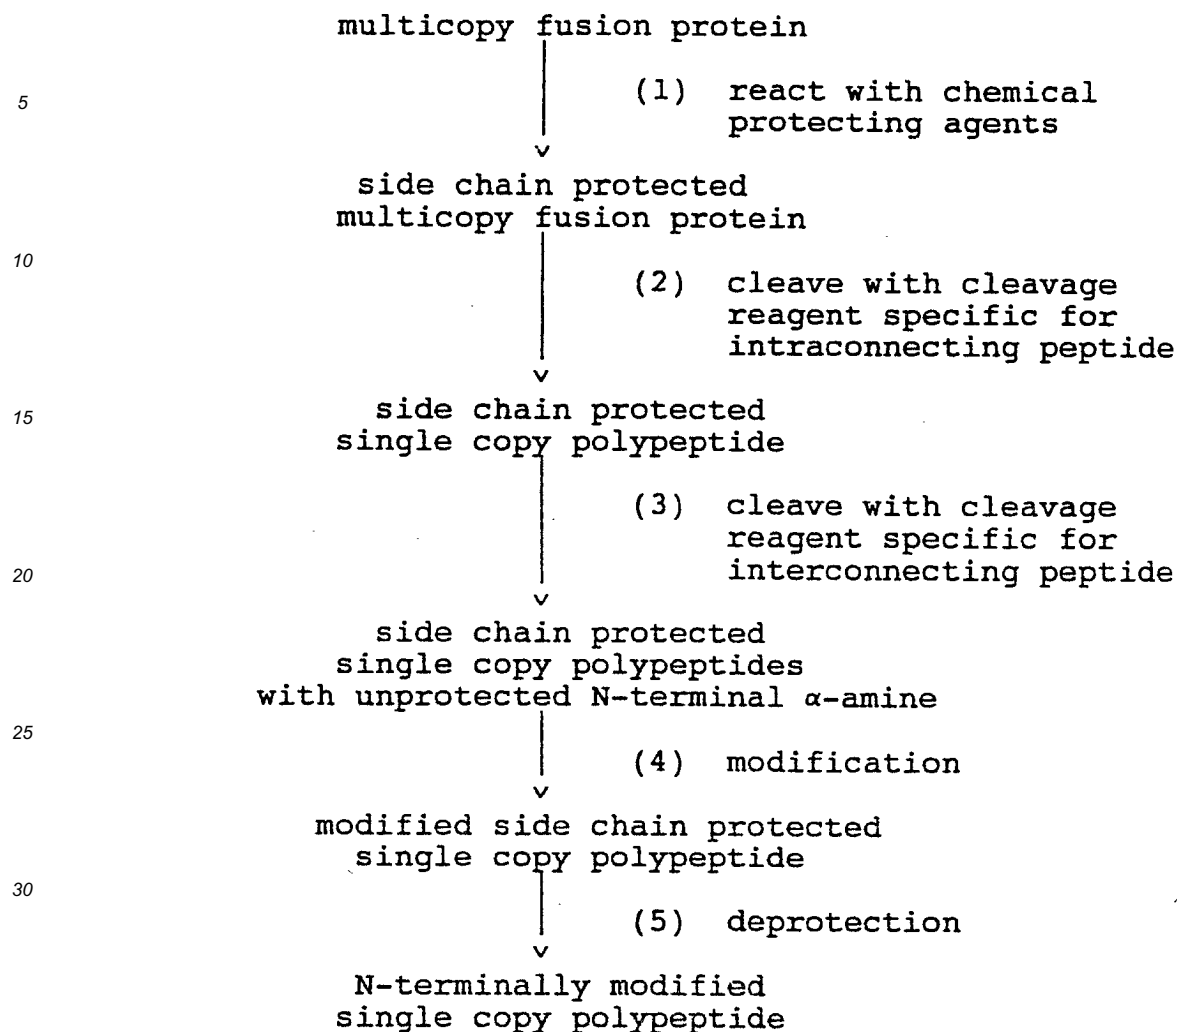 multicopy fusion protein
5
(1) react with chemical
protecting agents
side chain protected
multicopy fusion protein
10
(2) cleave with cleavage
reagent specific for
intraconnecting peptide
15
side chain protected
single copy polypeptide
(3) cleave with cleavage
reagent specific for
interconnecting peptide
20
side chain protected
single copy polypeptides
with unprotected N-terminal α-amine
25
(4) modification
modified side chain protected
single copy polypeptide
30
(5) deprotection
N-terminally modified
single copy polypeptide